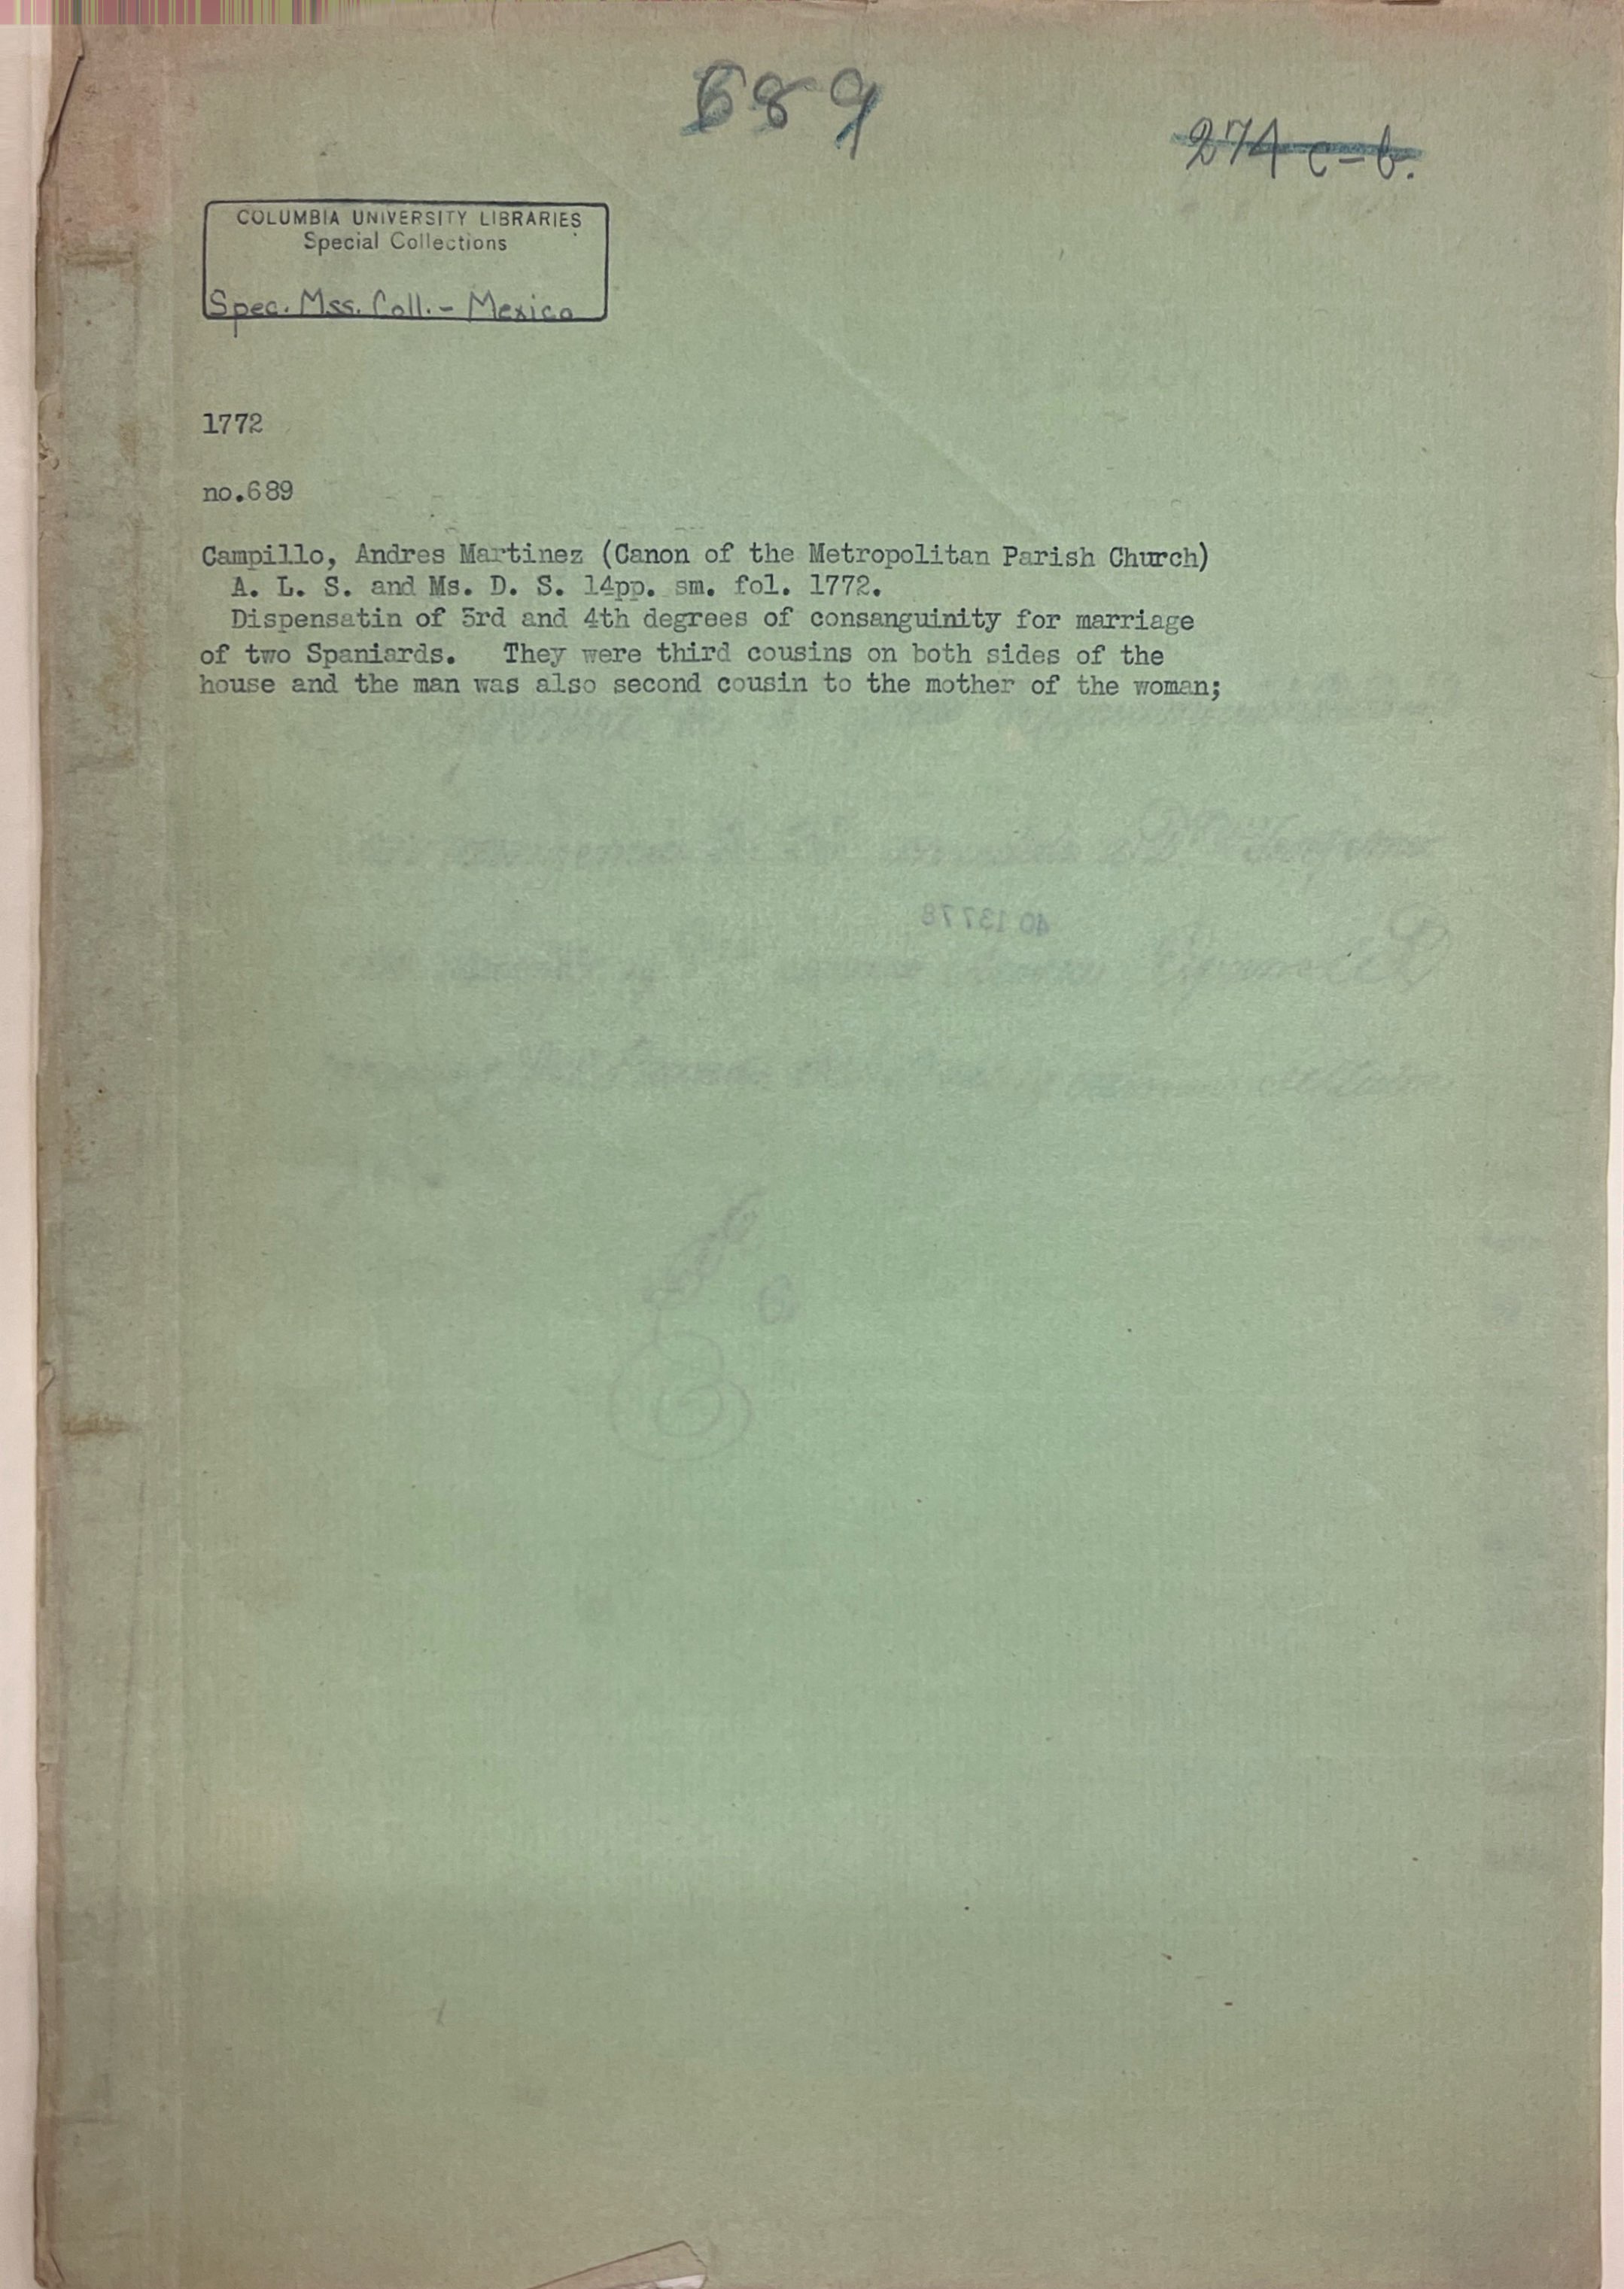 689
274 c-b.
COLUMBIA UNIVERSITY LIBRARIES
Special Collections
Spec. Mss. Coll. - Mexico
1772
no.689
Campillo, Andres Martinez (Canon of the Metropolitan Parish Church)
A. L. S. and Ms. D. S. 14pp. sm. fol. 1772.
Dispensatin of 3rd and 4th degrees of consanguinity for marriage
of two Spaniards. They were third cousins on both sides of the
house and the man was also second cousin to the mother of the woman;
40 13778